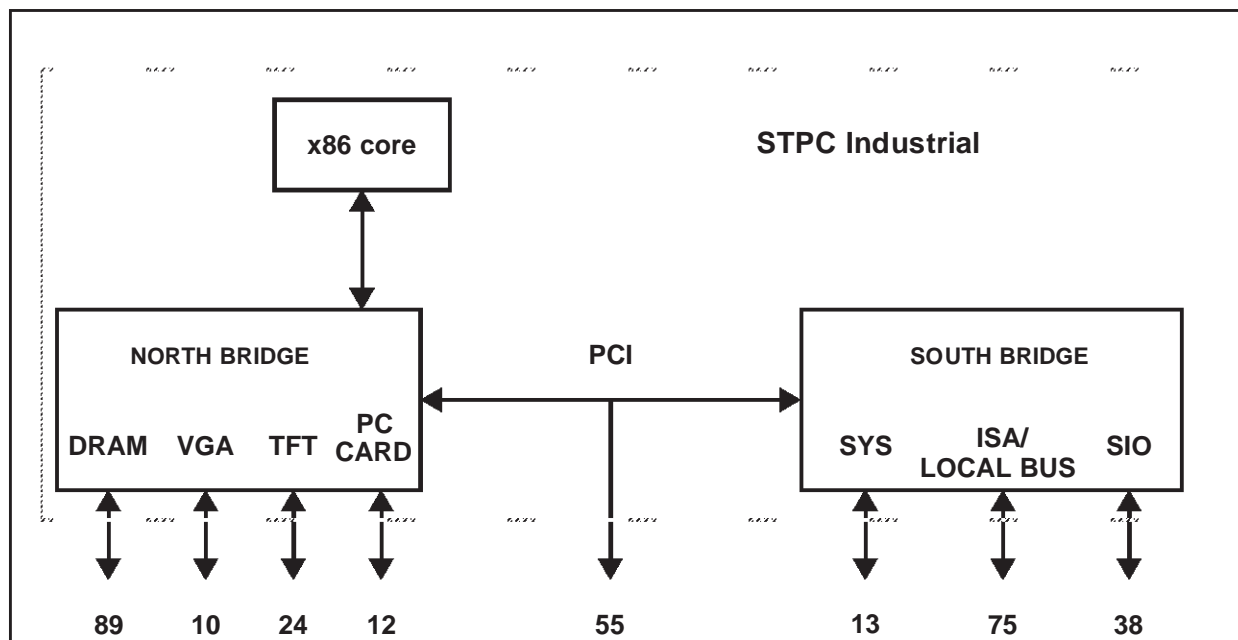 x86 core
STPC Industrial
NORTH BRIDGE
PCI
SOUTH BRIDGE
DRAM
VGA
TFT
PC
CARD
SYS
ISA/
LOCAL BUS
SIO
89
10
24
12
55
13
75
38